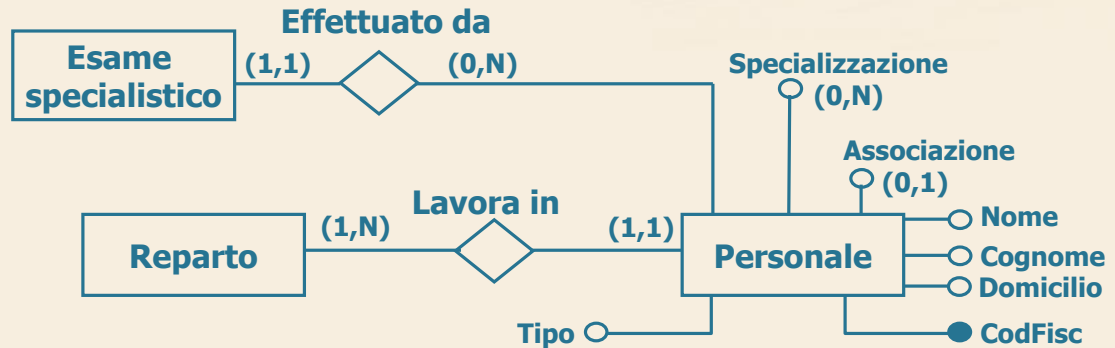 Effettuato da
Esame
specialistico
(1,1)
(0,N)
Specializzazione
(0,N)
Associazione
(0,1)
Lavora in
Reparto
(1,N)
(1,1)
Personale
Nome
Cognome
Domicilio
Tipo
CodFisc